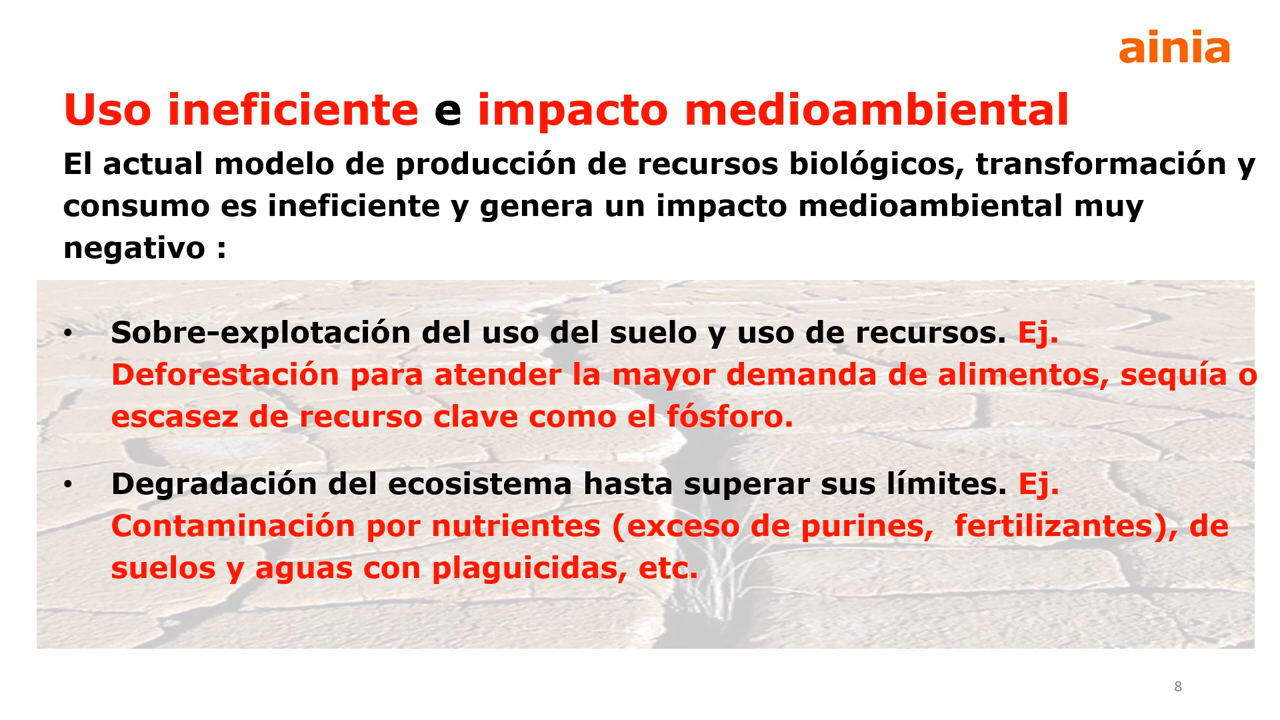 ainia
Uso ineficiente e impacto medioambiental
El actual modelo de producción de recursos biológicos, transformación y
consumo es ineficiente y genera un impacto medioambiental muy
negativo :
• Sobre-explotación del uso del suelo y uso de recursos. Ej.
Deforestación para atender la mayor demanda de alimentos, sequía o
escasez de recurso clave como el fósforo.
• Degradación del ecosistema hasta superar sus límites. Ej.
Contaminación por nutrientes (exceso de purines,  fertilizantes), de
suelos y aguas con plaguicidas, etc.
8